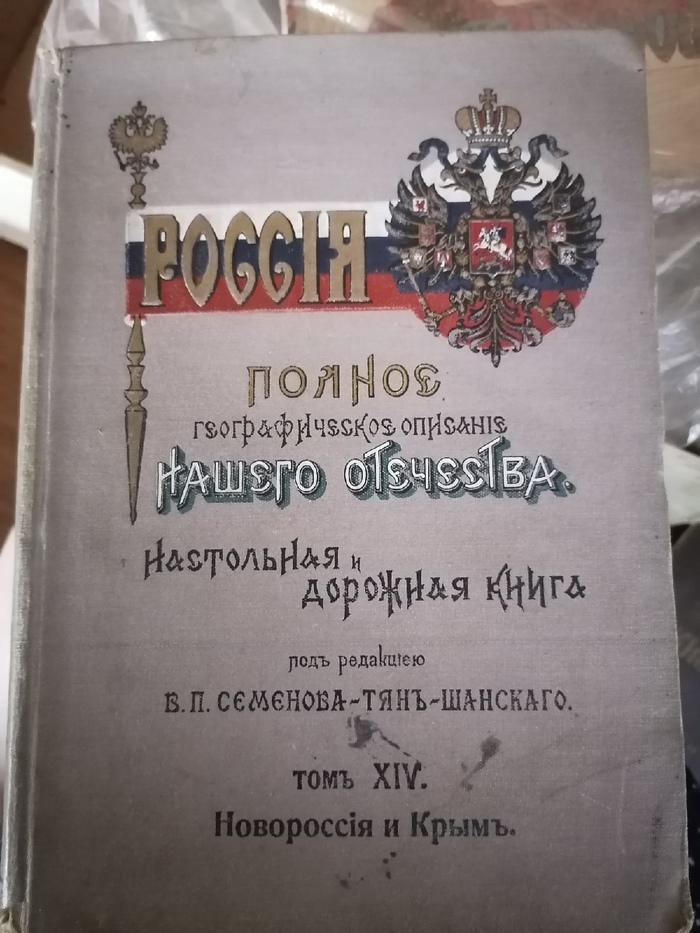 РОССІЯ
ПОЛНОЕ
ГЕОГРАФИЧЕСКОЕ ОПИСАНІЕ
НАШЕГО ОТЕЧЕСТВА.
НАСТОЛЬНАЯ И
ДОРОЖНАЯ КНИГА
подъ редакціею
В.П. СЕМЕНОВА-ТЯНЪ-ШАНСКАГО.
томъ XIV.
Новороссія и Крымъ.